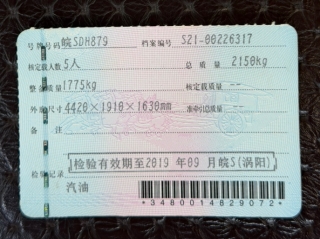 号牌号码 皖SDH879 档案编号 SZ1-00226317
核定载人数 5人 总质量 2150kg
整备质量 1775kg 核定载质量 --
外廓尺寸 4420×1910×1630mm 准牵引总质量 --
备注
检验记录 检验有效期至2019年09月皖S(涡阳)
汽油
*3480014829072*